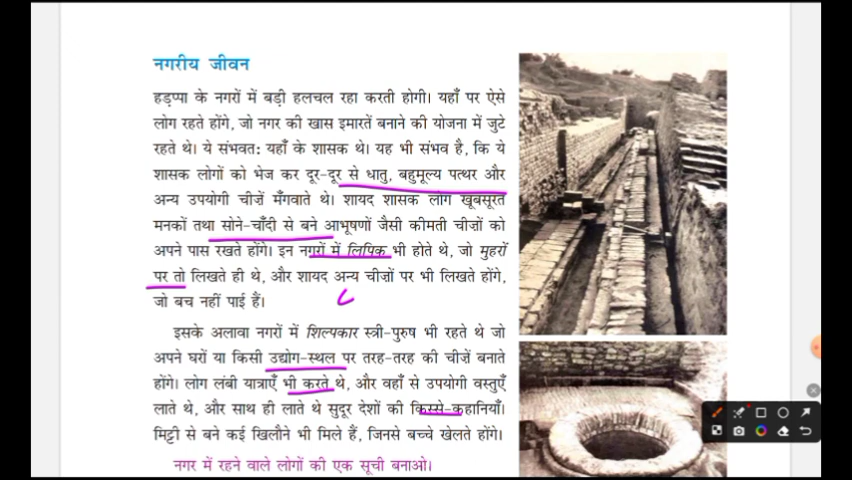 नगरीय जीवन
हड़प्पा के नगरों में बड़ी हलचल रहा करती होगी। यहाँ पर ऐसे
लोग रहते होंगे, जो नगर की खास इमारतें बनाने की योजना में जुटे
रहते थे। ये संभवत: यहाँ के शासक थे। यह भी संभव है, कि ये
शासक लोगों को भेज कर दूर-दूर से धातु, बहुमूल्य पत्थर और
अन्य उपयोगी चीज़ें मँगवाते थे। शायद शासक लोग खूबसूरत
मनकों तथा सोने-चाँदी से बने आभूषणों जैसी कीमती चीज़ों को
अपने पास रखते होंगे। इन नगरों में लिपिक भी होते थे, जो मुहरों
पर तो लिखते ही थे, और शायद अन्य चीज़ों पर भी लिखते होंगे,
जो बच नहीं पाई हैं।
इसके अलावा नगरों में शिल्पकार स्त्री-पुरुष भी रहते थे जो
अपने घरों या किसी उद्योग-स्थल पर तरह-तरह की चीज़ें बनाते
होंगे। लोग लंबी यात्राएँ भी करते थे, और वहाँ से उपयोगी वस्तुएँ
लाते थे, और साथ ही लाते थे सुदूर देशों की किस्से-कहानियाँ।
मिट्टी से बने कई खिलौने भी मिले हैं, जिनसे बच्चे खेलते होंगे।
नगर में रहने वाले लोगों की एक सूची बनाओ।